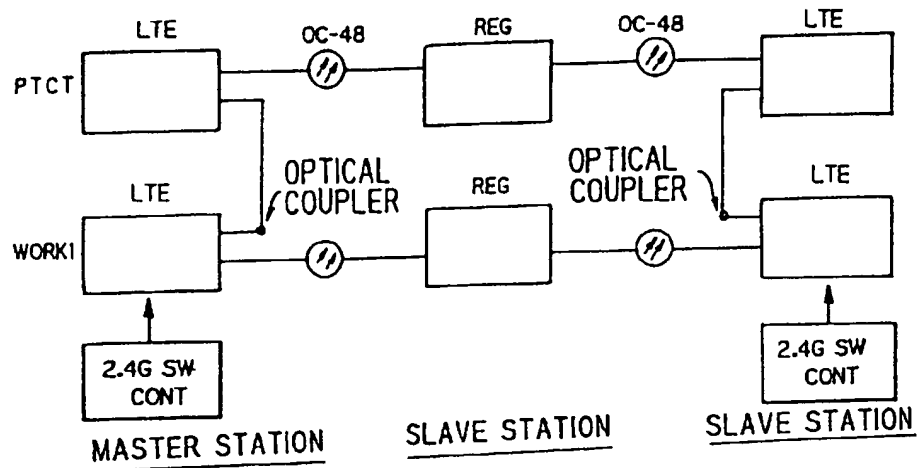 LTE
OC-48
REG
OC-48
LTE
PTCT
OPTICAL
COUPLER
OPTICAL
COUPLER
LTE
REG
LTE
WORK1
2.4G SW
CONT
2.4G SW
CONT
MASTER STATION
SLAVE STATION
SLAVE STATION